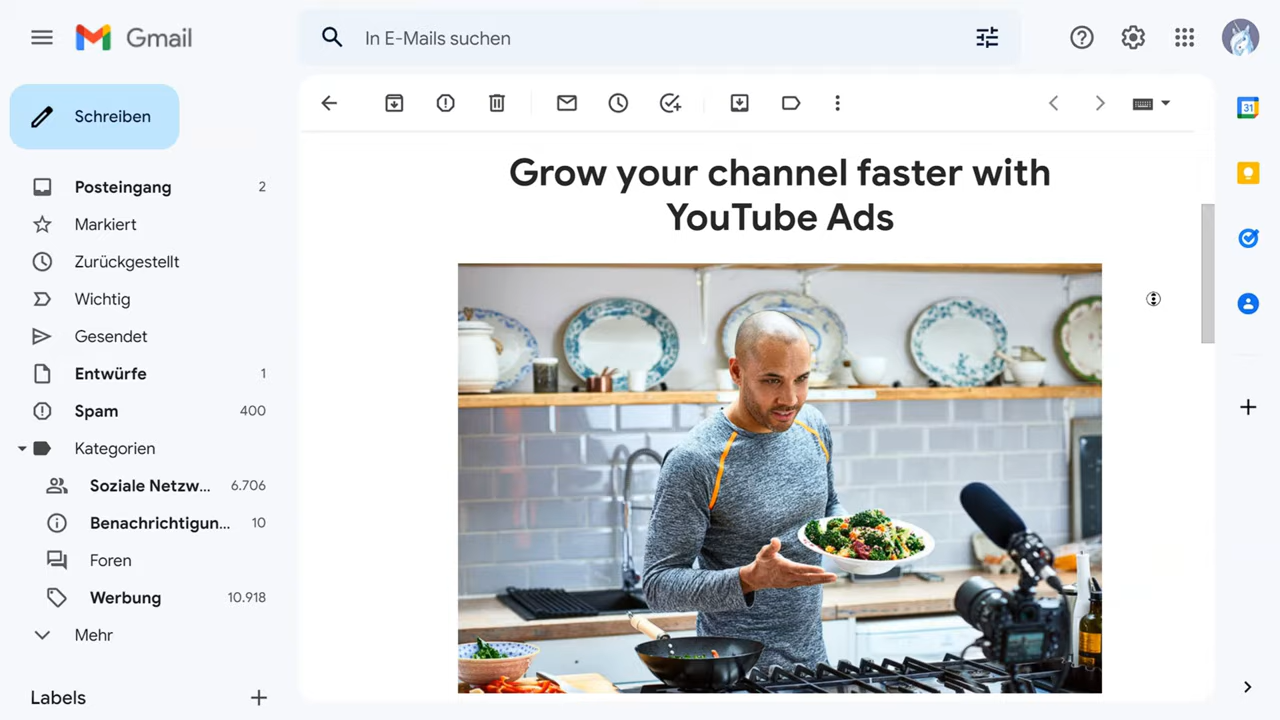 Gmail
In E-Mails suchen
Schreiben
Posteingang 2
Markiert
Zurückgestellt
Wichtig
Gesendet
Entwürfe 1
Spam 400
Kategorien
Soziale Netzw... 6.706
Benachrichtigun... 10
Foren
Werbung 10.918
Mehr
Labels
Grow your channel faster with
YouTube Ads
31